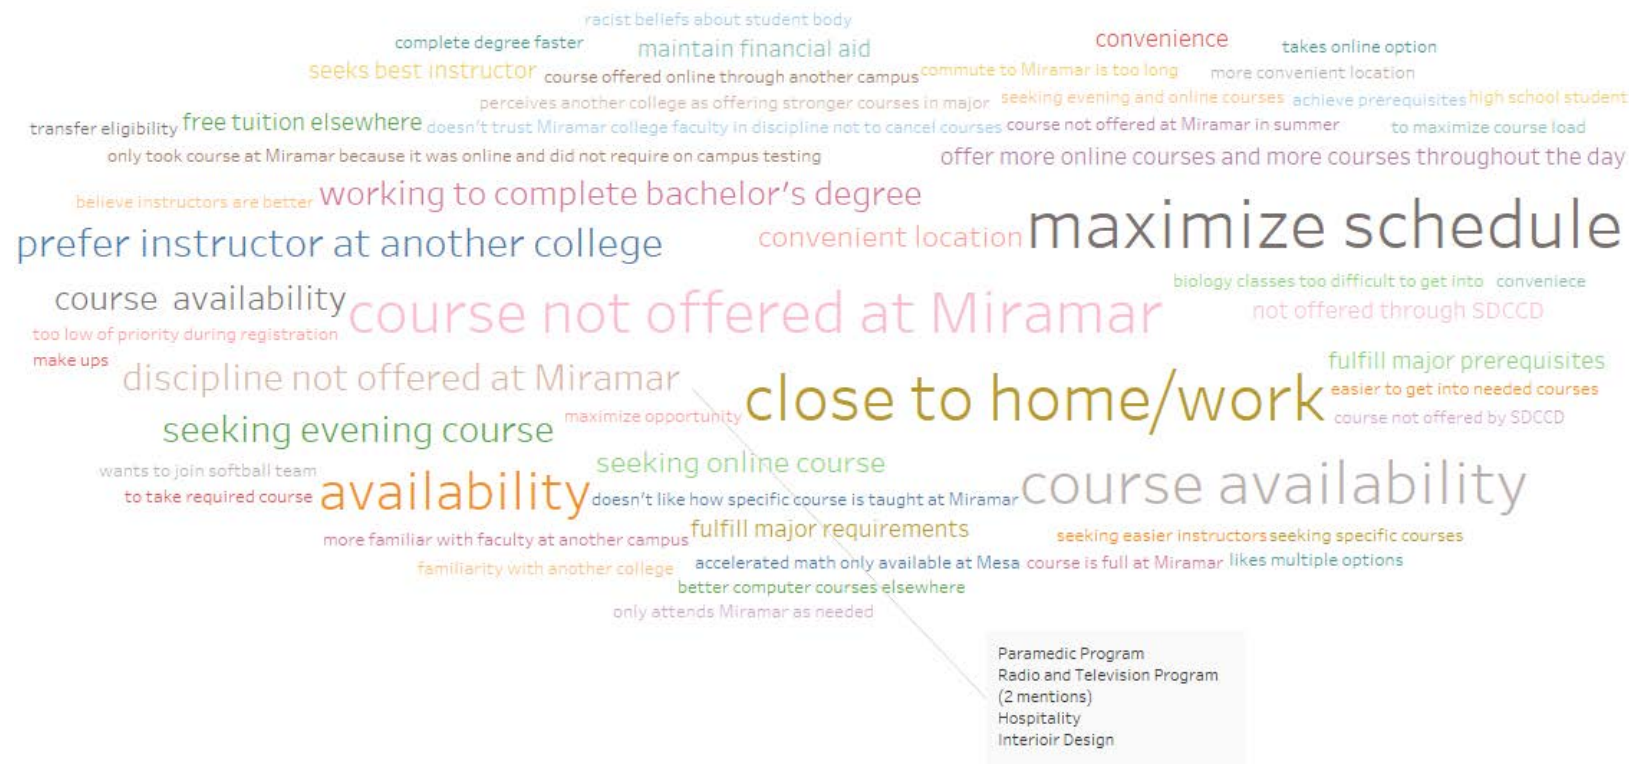 racist beliefs about student body
complete degree faster
maintain financial aid
convenience
takes online option
seeks best instructor
course offered online through another campus
commute to Miramar is too long
more convenient location
perceives another college as offering stronger courses in major
seeking evening and online courses
achieve prerequisites
high school student
transfer eligibility
free tuition elsewhere
doesn't trust Miramar college faculty in discipline not to cancel courses
course not offered at Miramar in summer
to maximize course load
only took course at Miramar because it was online and did not require on campus testing
offer more online courses and more courses throughout the day
believe instructors are better
working to complete bachelor's degree
maximize schedule
prefer instructor at another college
convenient location
biology classes too difficult to get into
conveniece
course availability
course not offered at Miramar
not offered through SDCCD
too low of priority during registration
make ups
discipline not offered at Miramar
close to home/work
fulfill major prerequisites
easier to get into needed courses
maximize opportunity
course not offered by SDCCD
seeking evening course
wants to join softball team
seeking online course
to take required course
availability
doesn't like how specific course is taught at Miramar
course availability
more familiar with faculty at another campus
fulfill major requirements
seeking easier instructors
seeking specific courses
familiarity with another college
accelerated math only available at Mesa
course is full at Miramar
likes multiple options
better computer courses elsewhere
only attends Miramar as needed
Paramedic Program
Radio and Television Program
(2 mentions)
Hospitality
Interioir Design